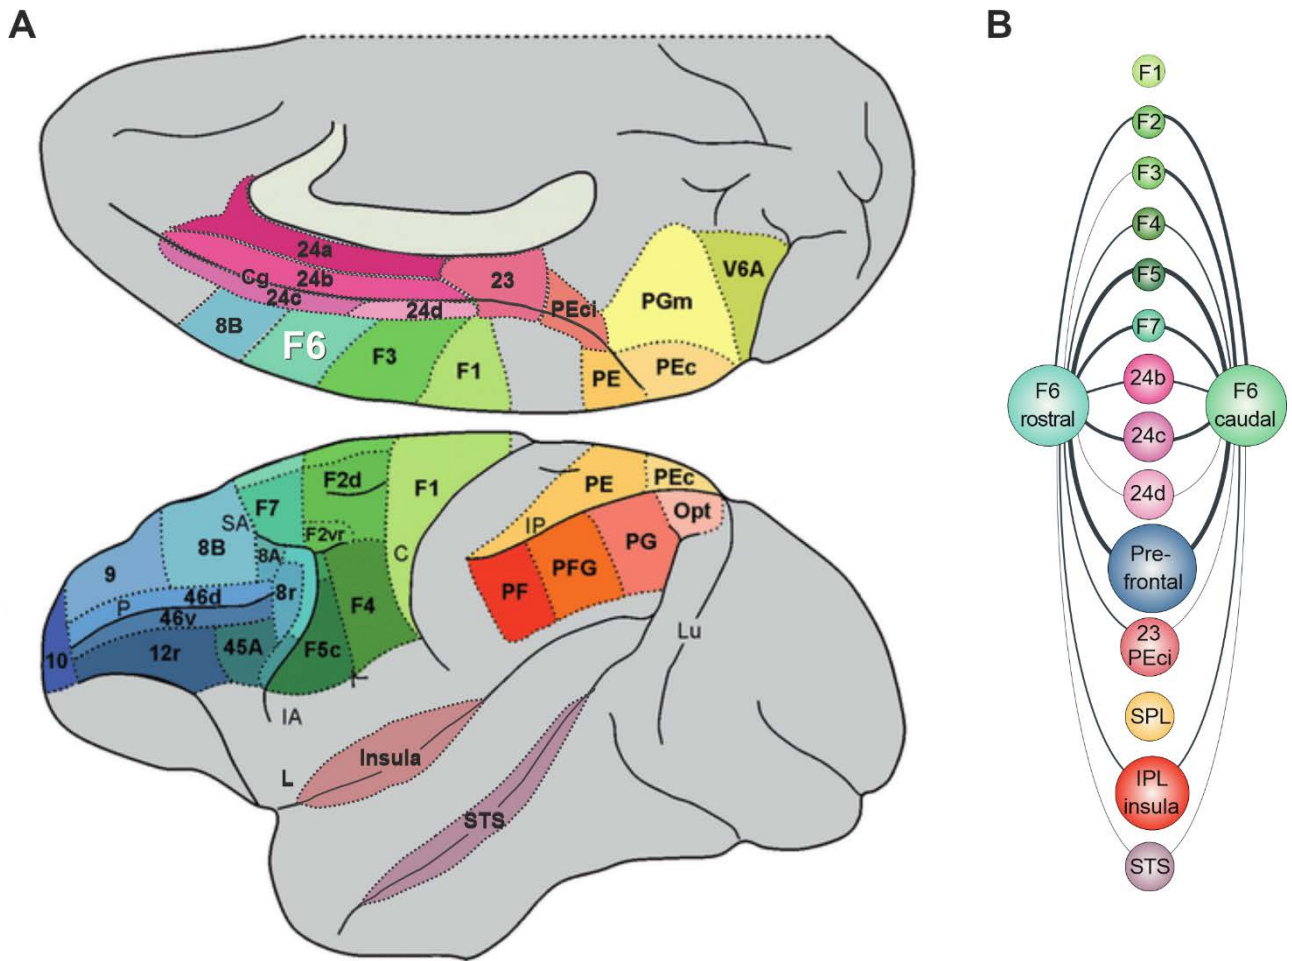 A
24a
Cg
24b
24c
24d
23
PEci
PGm
V6A
8B
F6
F3
F1
PE
PEc
F2d
F1
PE
PEc
F7
SA
8B
F2vr
8A
C
IP
PG
Opt
9
8r
PF
PFG
P
46d
46v
F4
10
12r
45A
F5c
Lu
IA
L
Insula
STS
B
F1
F2
F3
F4
F5
F7
24b
F6
rostral
F6
caudal
24c
24d
Pre-
frontal
23
PEci
SPL
IPL
insula
STS